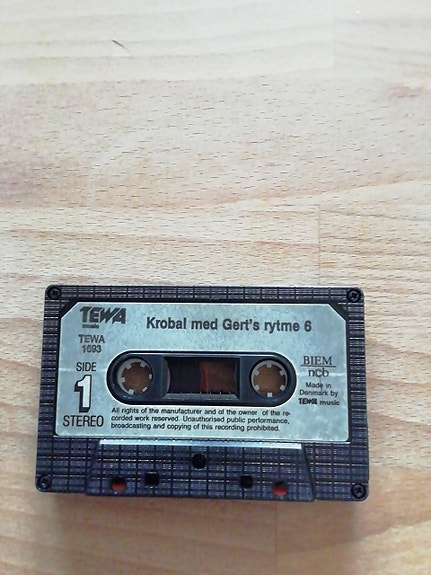 TEWA
music
Krobal med Gert's rytme 6
TEWA
1093
SIDE
1
STEREO
BIEM
ncb
Made in
Denmark by
TEWA music
All rights of the manufacturer and of the owner of the re-
corded work reserved. Unauthorised public performance,
broadcasting and copying of this recording prohibited.